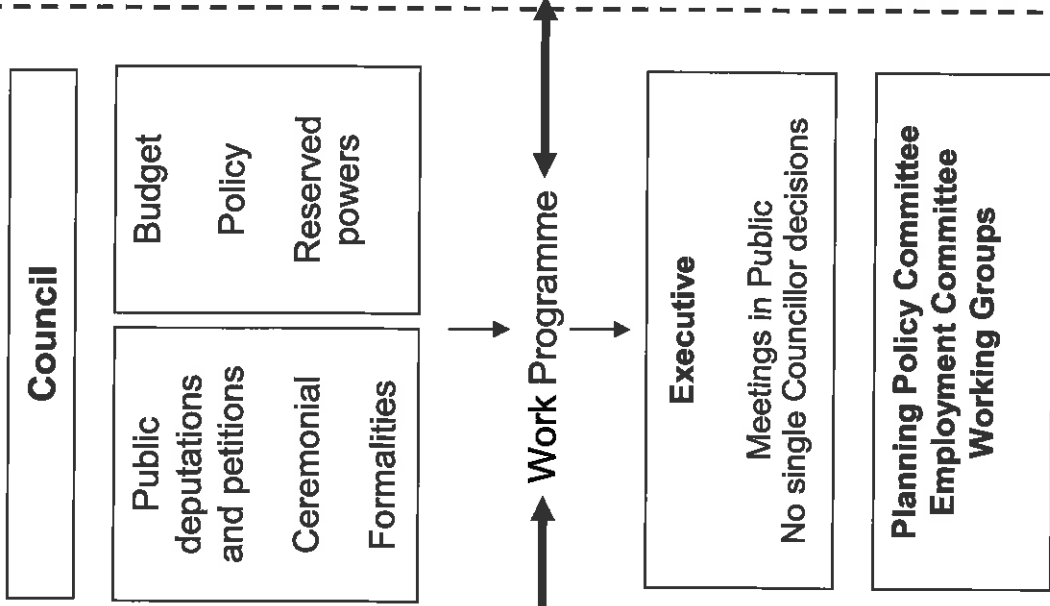 Council
Public
deputations
and petitions
Ceremonial
Formalities
Budget
Policy
Reserved
powers
Work Programme
Executive
Meetings in Public
No single Councillor decisions
Planning Policy Committee
Employment Committee
Working Groups